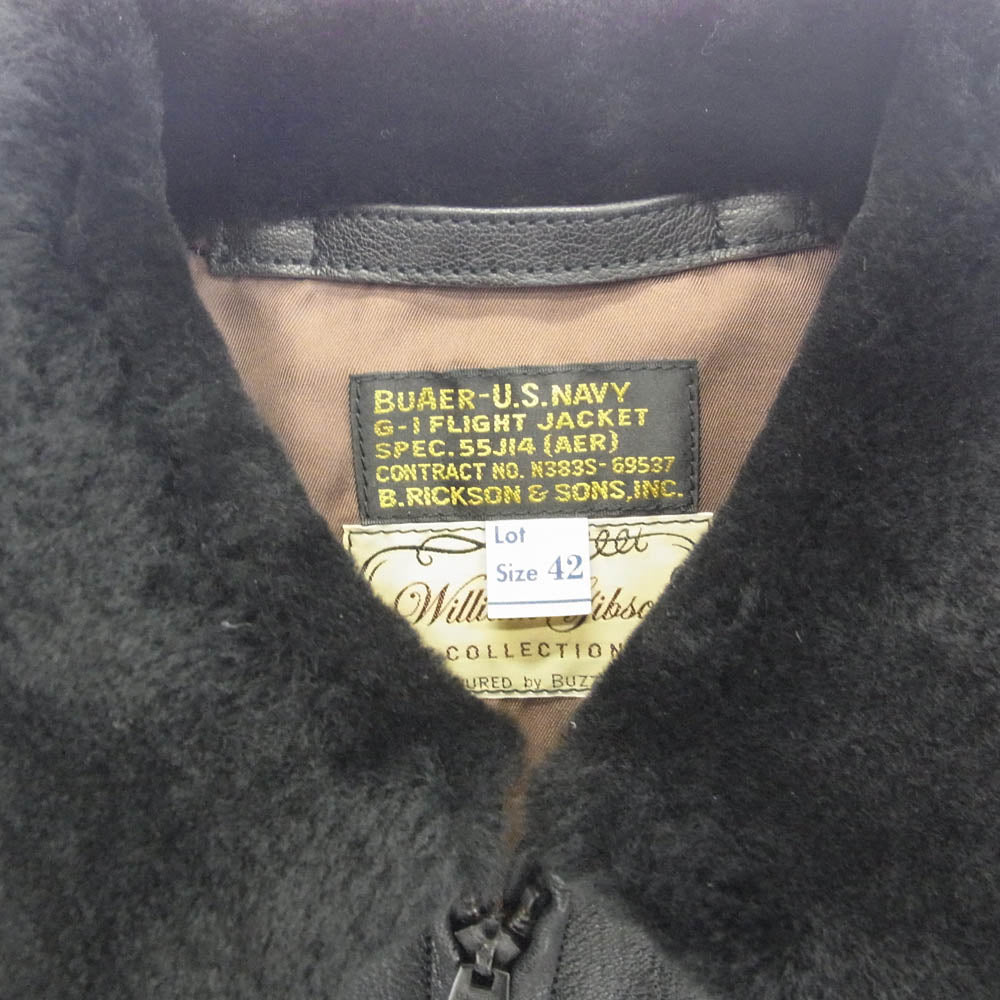 BUAER-U.S.NAVY
G-1 FLIGHT JACKET
SPEC. 55J14 (AER)
CONTRACT NO. N383S-69537
B.RICKSON & SONS, INC.
Lot
Size 42
COLLECTION
by